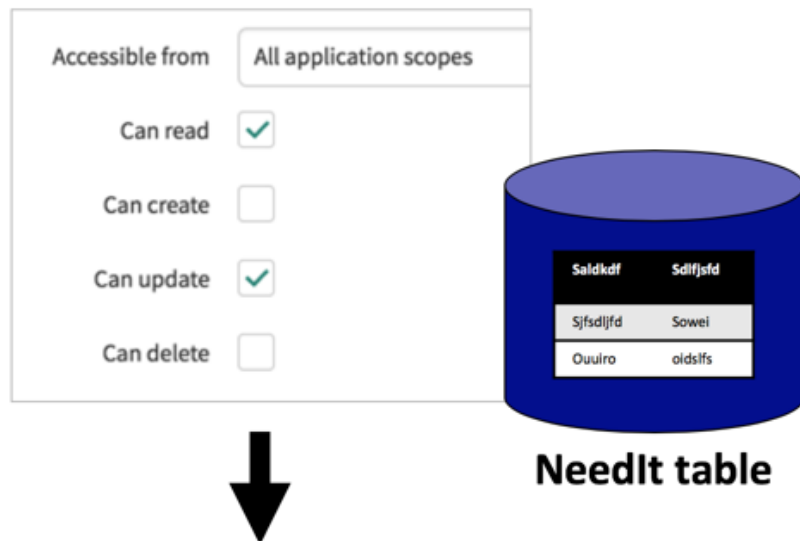 Accessible from All application scopes
Can read
Can create
Can update
Can delete
Saldkdf Sdlfjsfd
Sjfsdljfd Sowei
Ouuiro oidslfs
NeedIt table